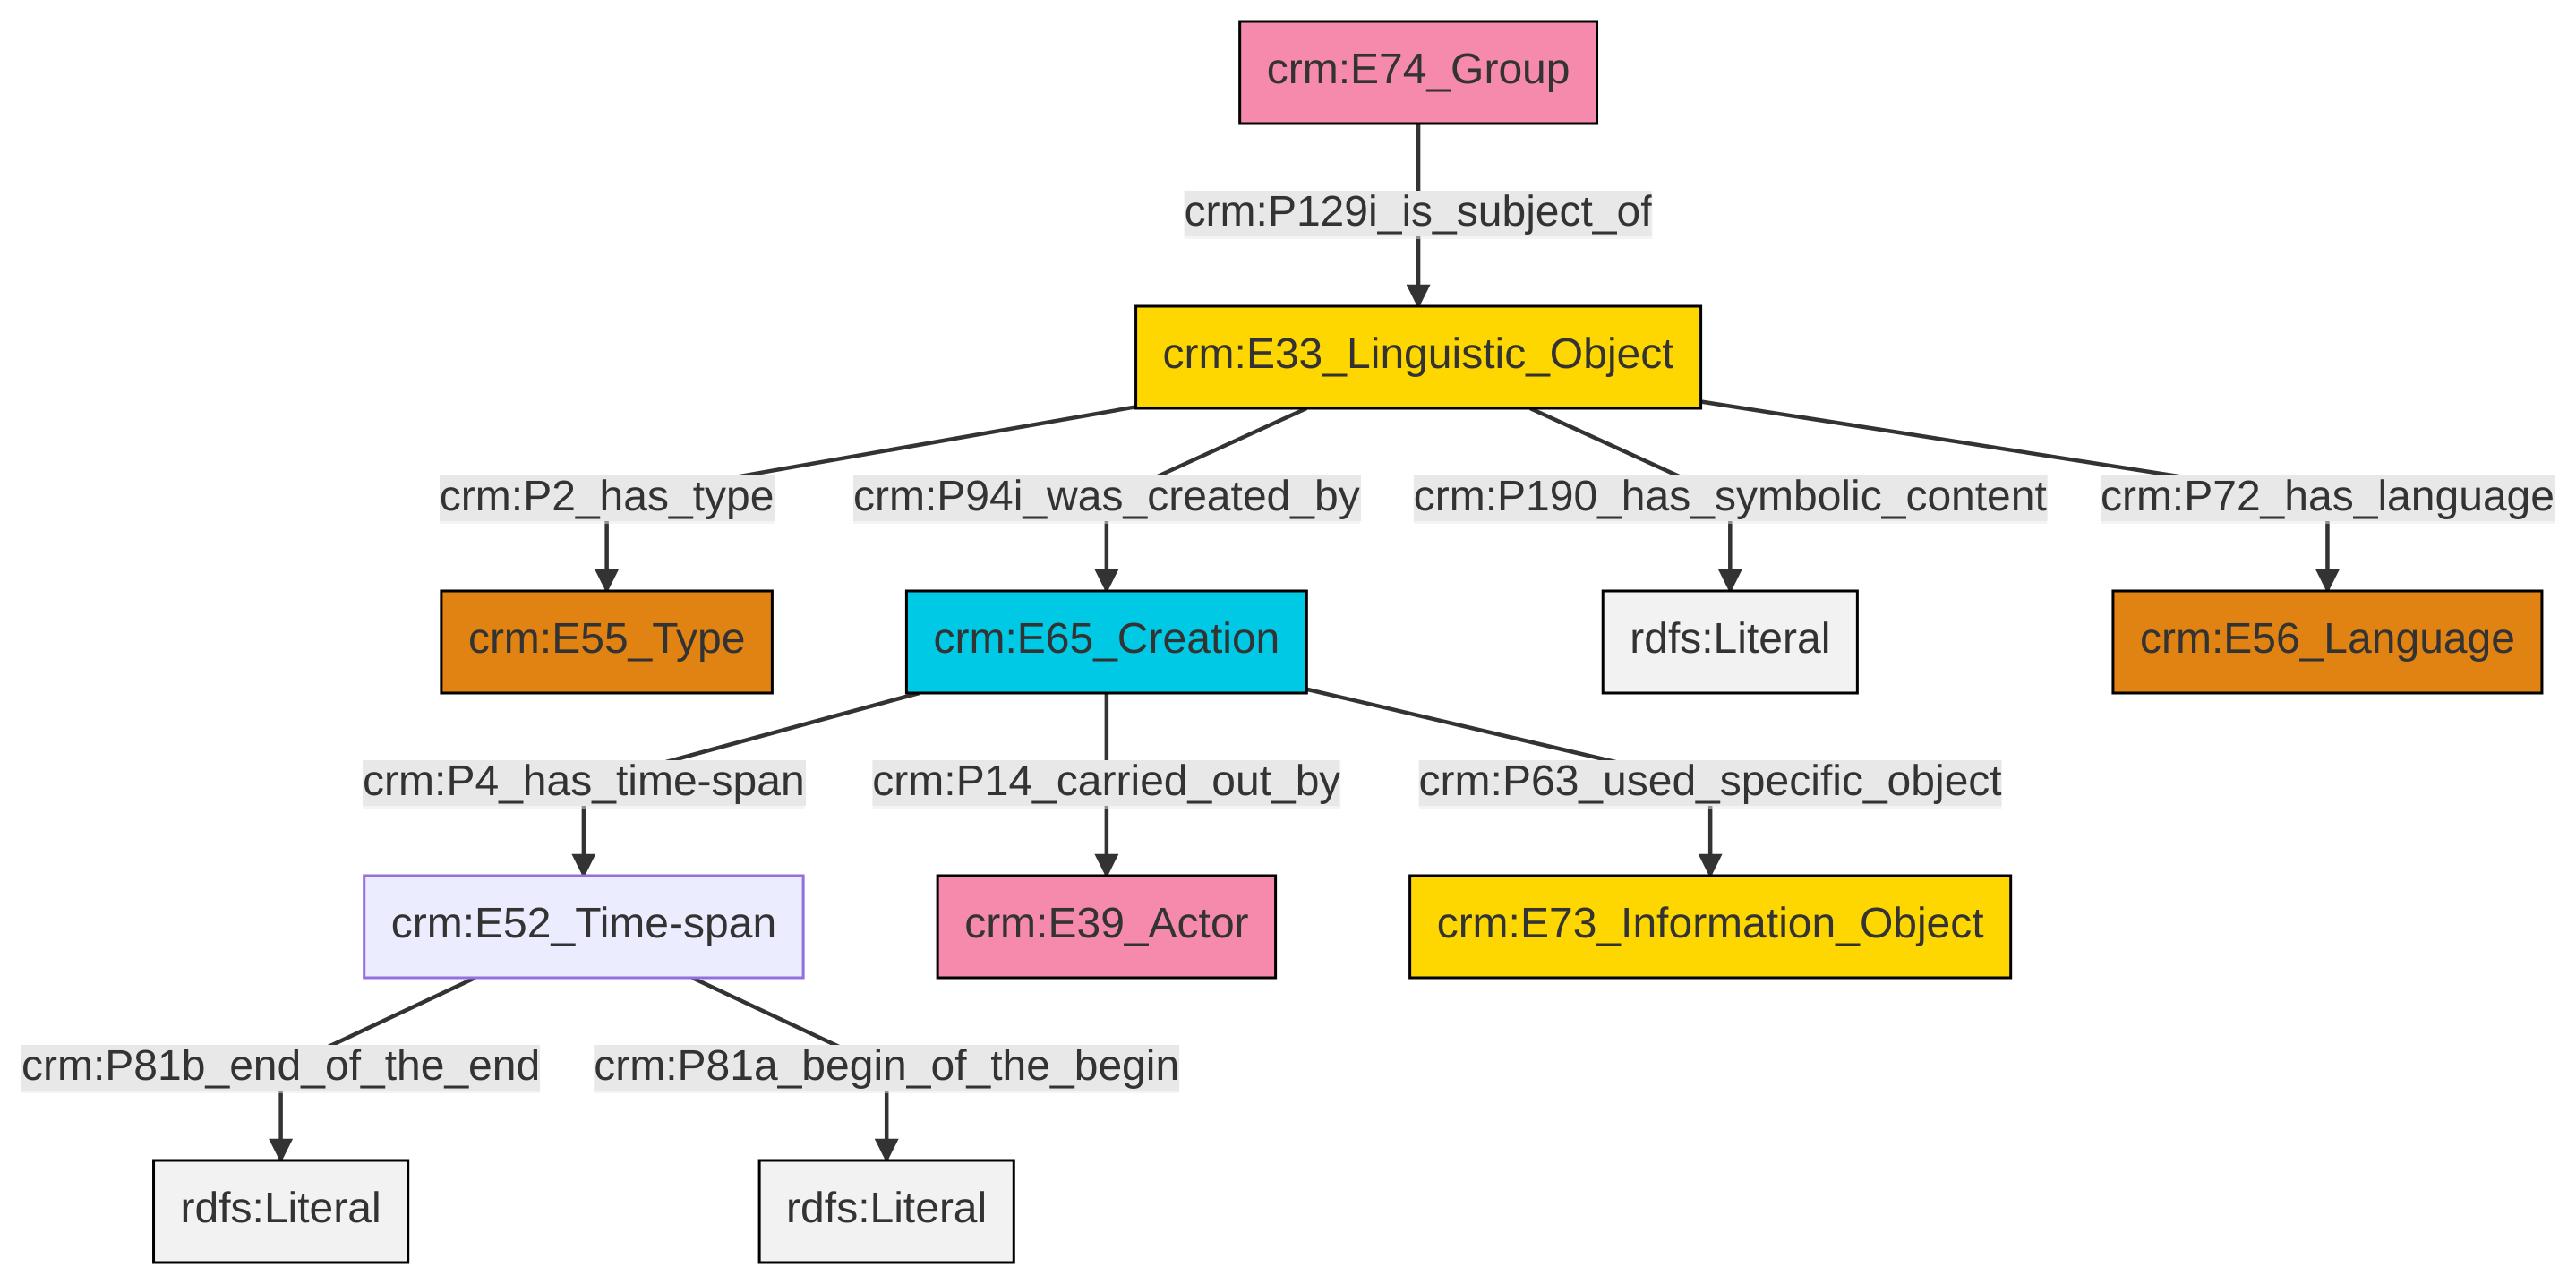 crm:E74_Group
crm:P129i_is_subject_of
crm:E33_Linguistic_Object
crm:P2_has_type
crm:P94i_was_created_by
crm:P190_has_symbolic_content
crm:P72_has_language
crm:E55_Type
crm:E65_Creation
rdfs:Literal
crm:E56_Language
crm:P4_has_time-span
crm:P14_carried_out_by
crm:P63_used_specific_object
crm:E52_Time-span
crm:E39_Actor
crm:E73_Information_Object
crm:P81b_end_of_the_end
crm:P81a_begin_of_the_begin
rdfs:Literal
rdfs:Literal